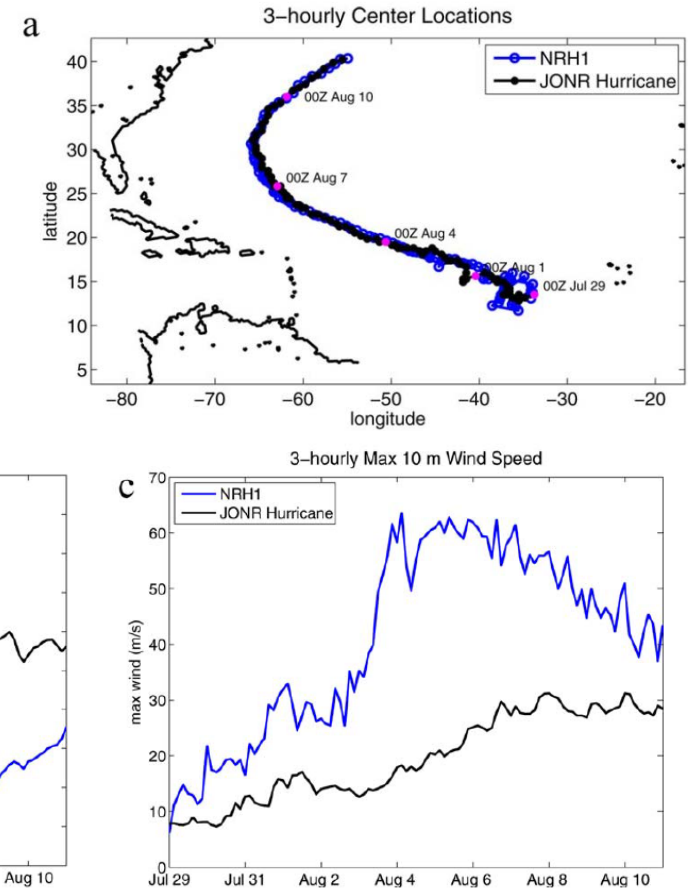 a
3-hourly Center Locations
NRH1
JONR Hurricane
40
35
30
25
20
15
10
5
00Z Aug 10
00Z Aug 7
00Z Aug 4
00Z Aug 1
00Z Jul 29
latitude
−80 −70 −60 −50 −40 −30 −20
longitude
Aug 10
c
3-hourly Max 10 m Wind Speed
NRH1
JONR Hurricane
70
60
50
40
30
20
10
0
max wind (m/s)
Jul 29 Jul 31 Aug 2 Aug 4 Aug 6 Aug 8 Aug 10